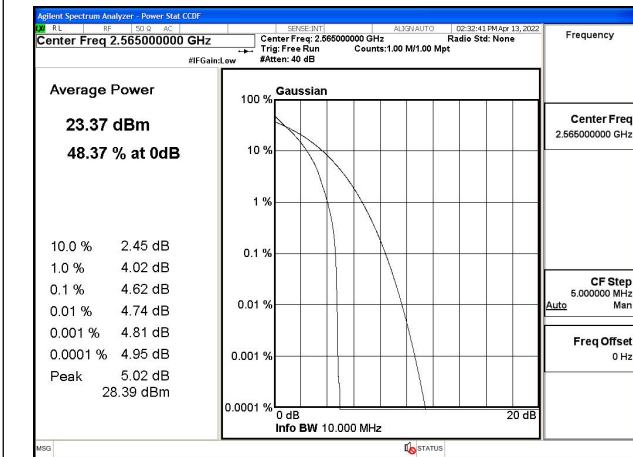 Agilent Spectrum Analyzer - Power Stat CCDF
RL RF 50 Ω AC SENSE:INT ALIGNAUTO 02:32:41 PM Apr 13, 2022
Center Freq 2.565000000 GHz
Center Freq: 2.565000000 GHz Radio Std: None
Trig: Free Run Counts:1.00 M/1.00 Mpt
#IFGain:Low #Atten: 40 dB
Frequency
Average Power
23.37 dBm
48.37 % at 0dB
10.0 % 2.45 dB
1.0 % 4.02 dB
0.1 % 4.62 dB
0.01 % 4.74 dB
0.001 % 4.81 dB
0.0001 % 4.95 dB
Peak 5.02 dB
28.39 dBm
Gaussian
100 %
10 %
1 %
0.1 %
0.01 %
0.001 %
0.0001 %
0 dB 20 dB
Info BW 10.000 MHz
Center Freq
2.565000000 GHz
CF Step
5.000000 MHz
Auto Man
Freq Offset
0 Hz
MSG STATUS